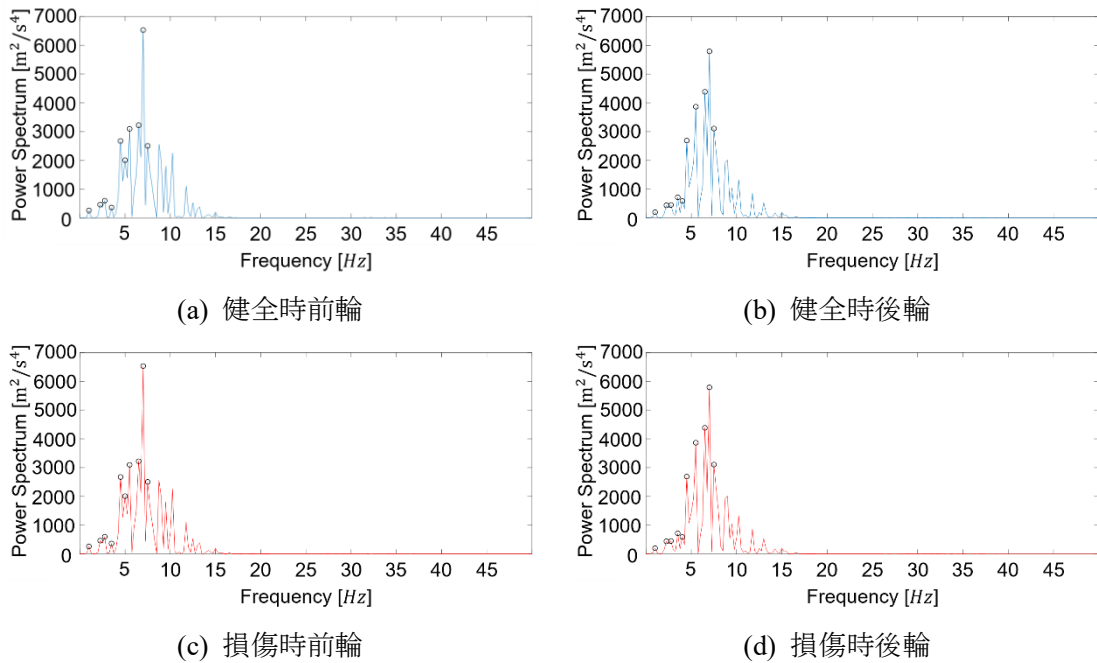 7000
6000
5000
4000
3000
2000
1000
0
Power Spectrum [m²/s⁴]
5 10 15 20 25 30 35 40 45
Frequency [Hz]
(a) 健全時前輪
7000
6000
5000
4000
3000
2000
1000
0
Power Spectrum [m²/s⁴]
5 10 15 20 25 30 35 40 45
Frequency [Hz]
(b) 健全時後輪
7000
6000
5000
4000
3000
2000
1000
0
Power Spectrum [m²/s⁴]
5 10 15 20 25 30 35 40 45
Frequency [Hz]
(c) 損傷時前輪
7000
6000
5000
4000
3000
2000
1000
0
Power Spectrum [m²/s⁴]
5 10 15 20 25 30 35 40 45
Frequency [Hz]
(d) 損傷時後輪